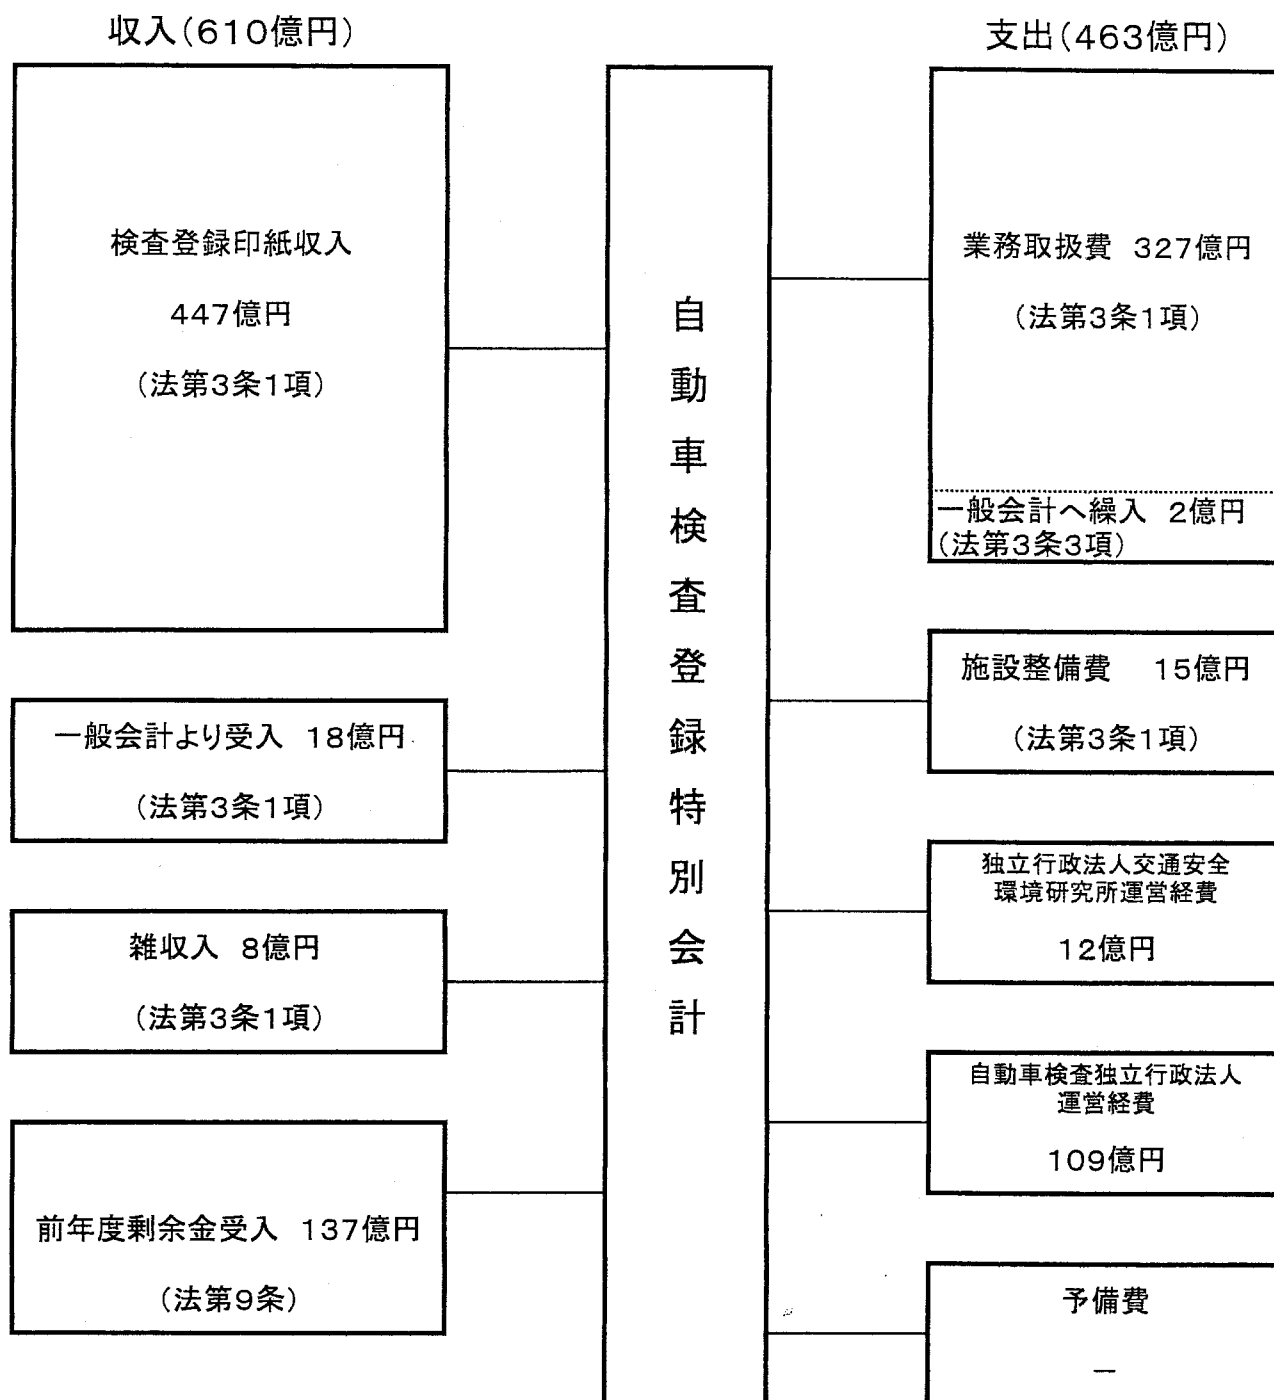 収入(610億円)
検査登録印紙収入
447億円
(法第3条1項)
一般会計より受入 18億円
(法第3条1項)
雑収入 8億円
(法第3条1項)
前年度剰余金受入 137億円
(法第9条)
自動車検査登録特別会計
支出(463億円)
業務取扱費 327億円
(法第3条1項)
一般会計へ繰入 2億円
(法第3条3項)
施設整備費 15億円
(法第3条1項)
独立行政法人交通安全
環境研究所運営経費
12億円
自動車検査独立行政法人
運営経費
109億円
予備費
－